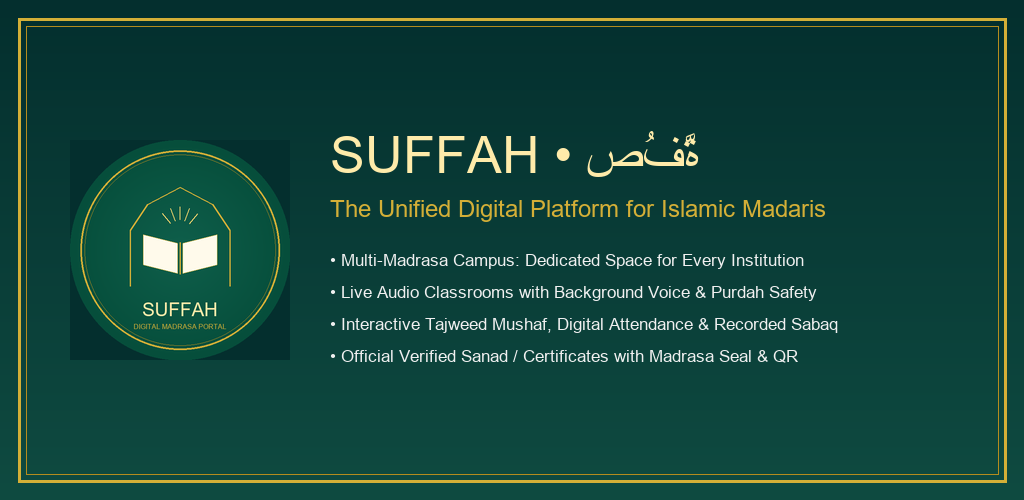 SUFFAH • ةَّفُص
The Unified Digital Platform for Islamic Madaris
• Multi-Madrasa Campus: Dedicated Space for Every Institution
• Live Audio Classrooms with Background Voice & Purdah Safety
• Interactive Tajweed Mushaf, Digital Attendance & Recorded Sabaq
• Official Verified Sanad / Certificates with Madrasa Seal & QR
SUFFAH
DIGITAL MADRASA PORTAL